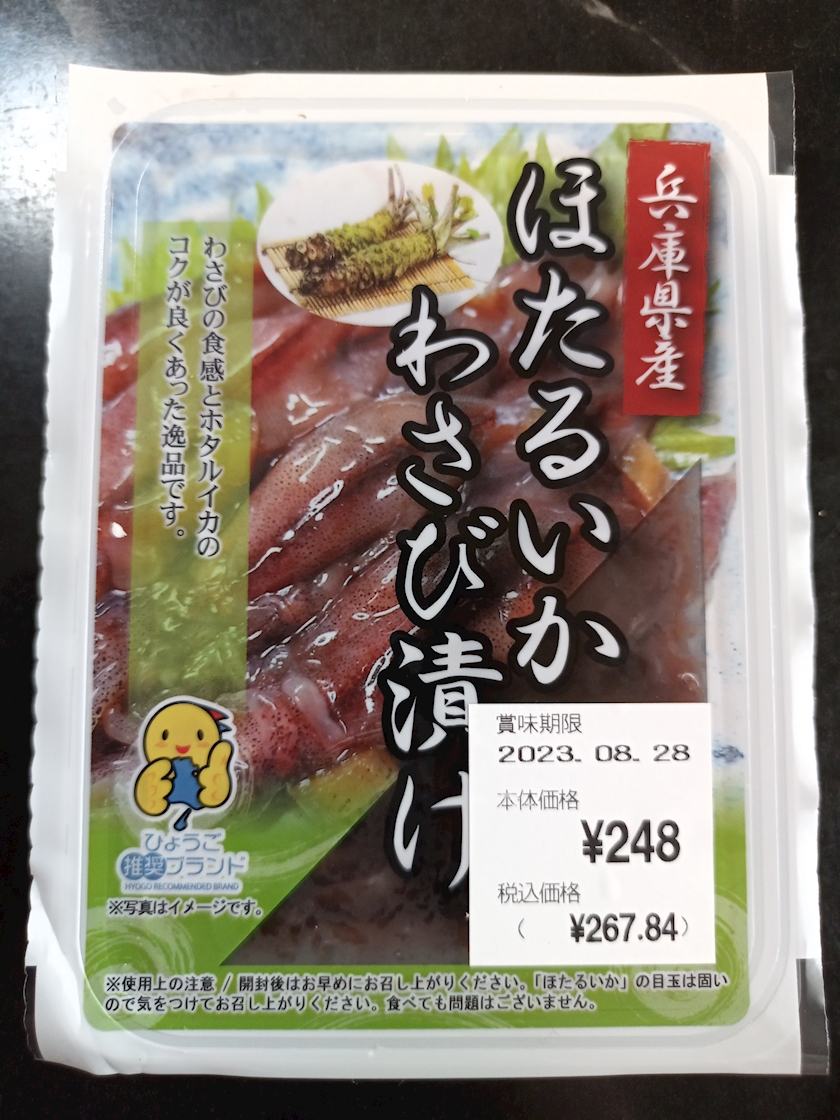 兵庫県産
ほたるいか
わさび漬け
わさびの食感とホタルイカの
コクが良くあった逸品です。
ひょうご
推奨ブランド
HYOGO RECOMMENDED BRAND
※写真はイメージです。
賞味期限
2023. 08. 28
本体価格
¥248
税込価格
( ¥267.84)
※使用上の注意 / 開封後はお早めにお召し上がりください。「ほたるいか」の目玉は固い
ので気をつけてお召し上がりください。食べても問題はございません。